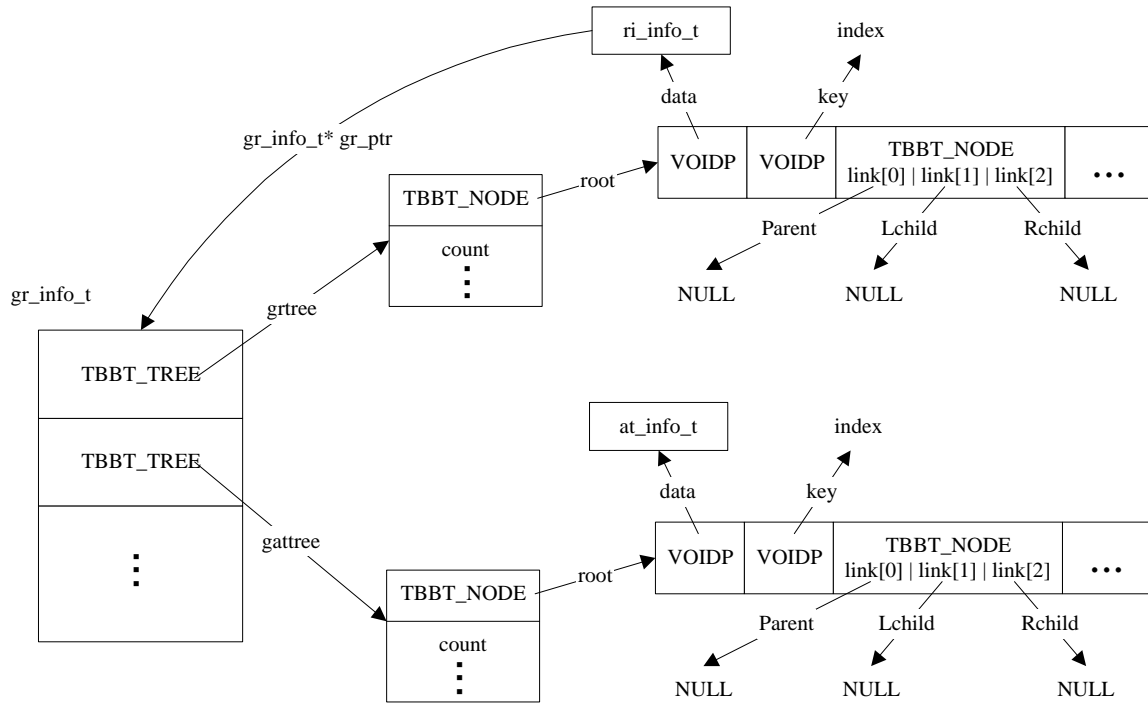 ri_info_t
index
data
key
gr_info_t* gr_ptr
VOIDP
VOIDP
TBBT_NODE
link[0] | link[1] | link[2]
...
TBBT_NODE
root
Parent
Lchild
Rchild
count
NULL
NULL
NULL
gr_info_t
grtree
TBBT_TREE
at_info_t
index
TBBT_TREE
data
key
gattree
VOIDP
VOIDP
TBBT_NODE
link[0] | link[1] | link[2]
...
TBBT_NODE
root
Parent
Lchild
Rchild
count
NULL
NULL
NULL